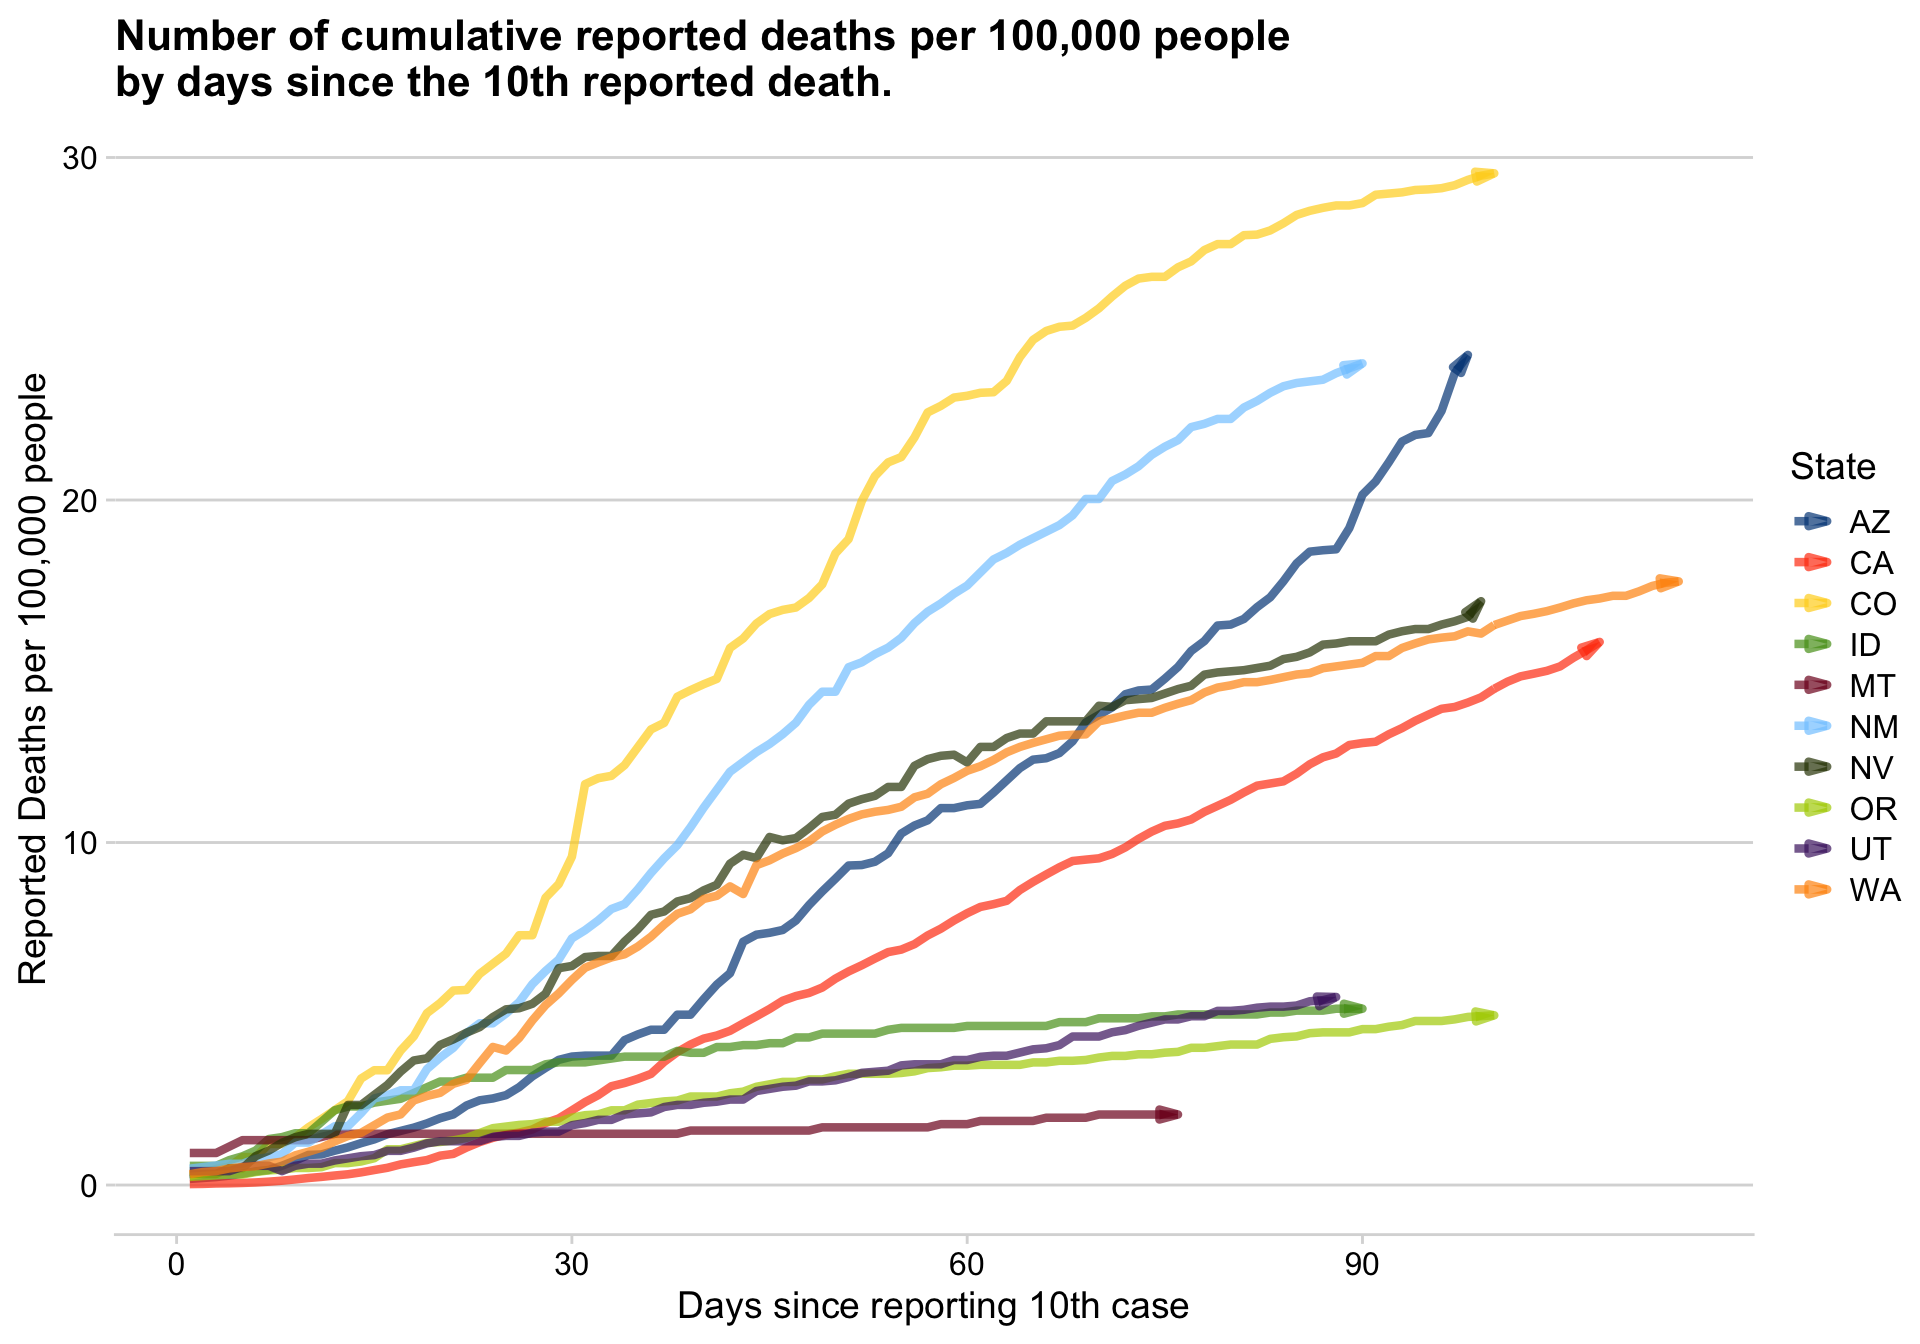 Number of cumulative reported deaths per 100,000 people
by days since the 10th reported death.
Reported Deaths per 100,000 people
30
20
10
0
0
30
60
90
Days since reporting 10th case
State
AZ
CA
CO
ID
MT
NM
NV
OR
UT
WA